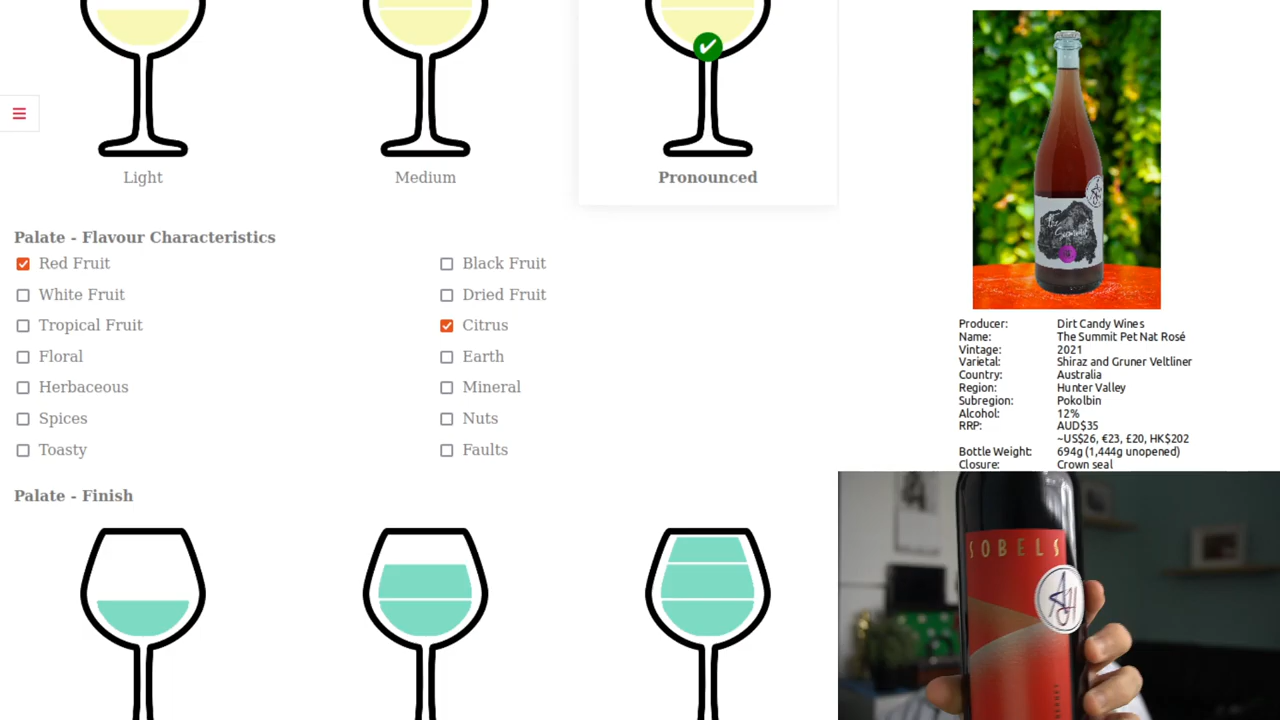 Light
Medium
Pronounced
Palate - Flavour Characteristics
Red Fruit
Black Fruit
White Fruit
Dried Fruit
Tropical Fruit
Citrus
Floral
Earth
Herbaceous
Mineral
Spices
Nuts
Toasty
Faults
Palate - Finish
The
Summit
Producer: Dirt Candy Wines
Name: The Summit Pet Nat Rosé
Vintage: 2021
Varietal: Shiraz and Gruner Veltliner
Country: Australia
Region: Hunter Valley
Subregion: Pokolbin
Alcohol: 12%
RRP: AUD$35
~US$26, €23, £20, HK$202
Bottle Weight: 694g (1,444g unopened)
Closure: Crown seal
SOBELS